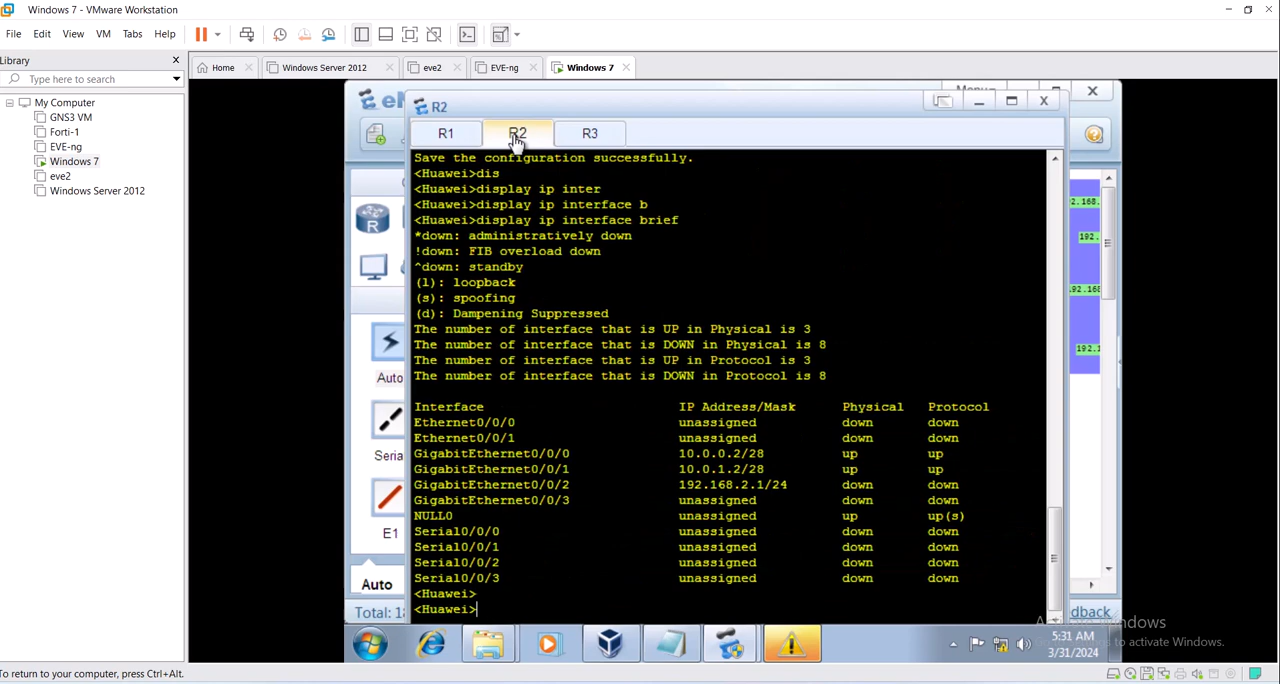 Windows 7 - VMware Workstation
File Edit View VM Tabs Help
Library
Type here to search
Home Windows Server 2012 eve2 EVE-ng Windows 7
My Computer
GNS3 VM
Forti-1
EVE-ng
Windows 7
eve2
Windows Server 2012
R2
R1 R2 R3
Save the configuration successfully.
<Huawei>dis
<Huawei>display ip inter
<Huawei>display ip interface b
<Huawei>display ip interface brief
*down: administratively down
!down: FIB overload down
^down: standby
(l): loopback
(s): spoofing
(d): Dampening Suppressed
The number of interface that is UP in Physical is 3
The number of interface that is DOWN in Physical is 8
The number of interface that is UP in Protocol is 3
The number of interface that is DOWN in Protocol is 8
Interface IP Address/Mask Physical Protocol
Ethernet0/0/0 unassigned down down
Ethernet0/0/1 unassigned down down
GigabitEthernet0/0/0 10.0.0.2/28 up up
GigabitEthernet0/0/1 10.0.1.2/28 up up
GigabitEthernet0/0/2 192.168.2.1/24 down down
GigabitEthernet0/0/3 unassigned down down
NULL0 unassigned up up(s)
Serial0/0/0 unassigned down down
Serial0/0/1 unassigned down down
Serial0/0/2 unassigned down down
Serial0/0/3 unassigned down down
<Huawei>
<Huawei>
Auto
Seria
E1
Auto
Total: 1
192.
192.1
dback
5:31 AM
3/31/2024
to activate Windows.
To return to your computer, press Ctrl+Alt.